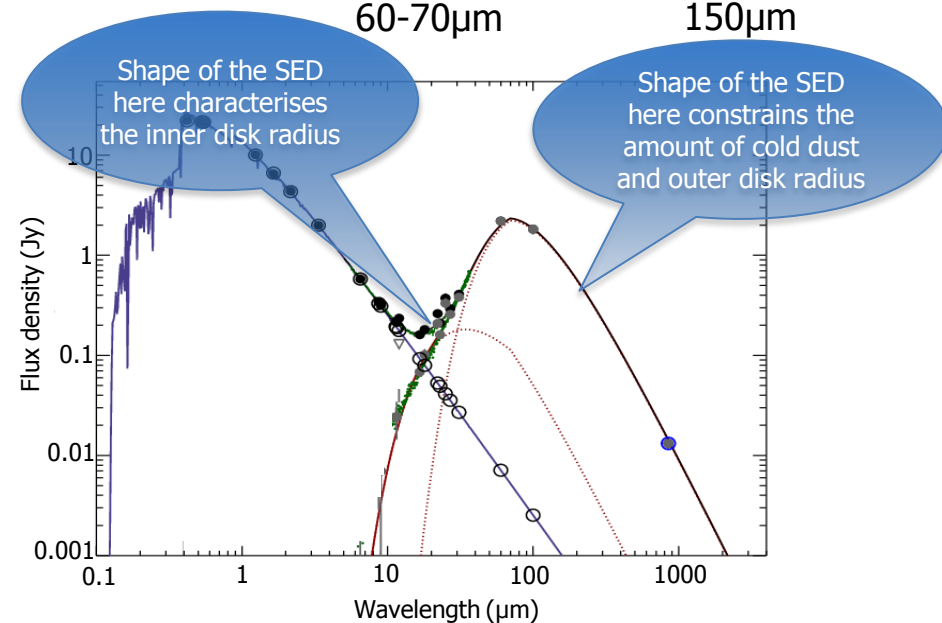 60-70µm
150µm
Shape of the SED
here characterises
the inner disk radius
Shape of the SED
here constrains the
amount of cold dust
and outer disk radius
Flux density (Jy)
10
1
0.1
0.01
0.001
0.1
1
10
100
1000
Wavelength (µm)